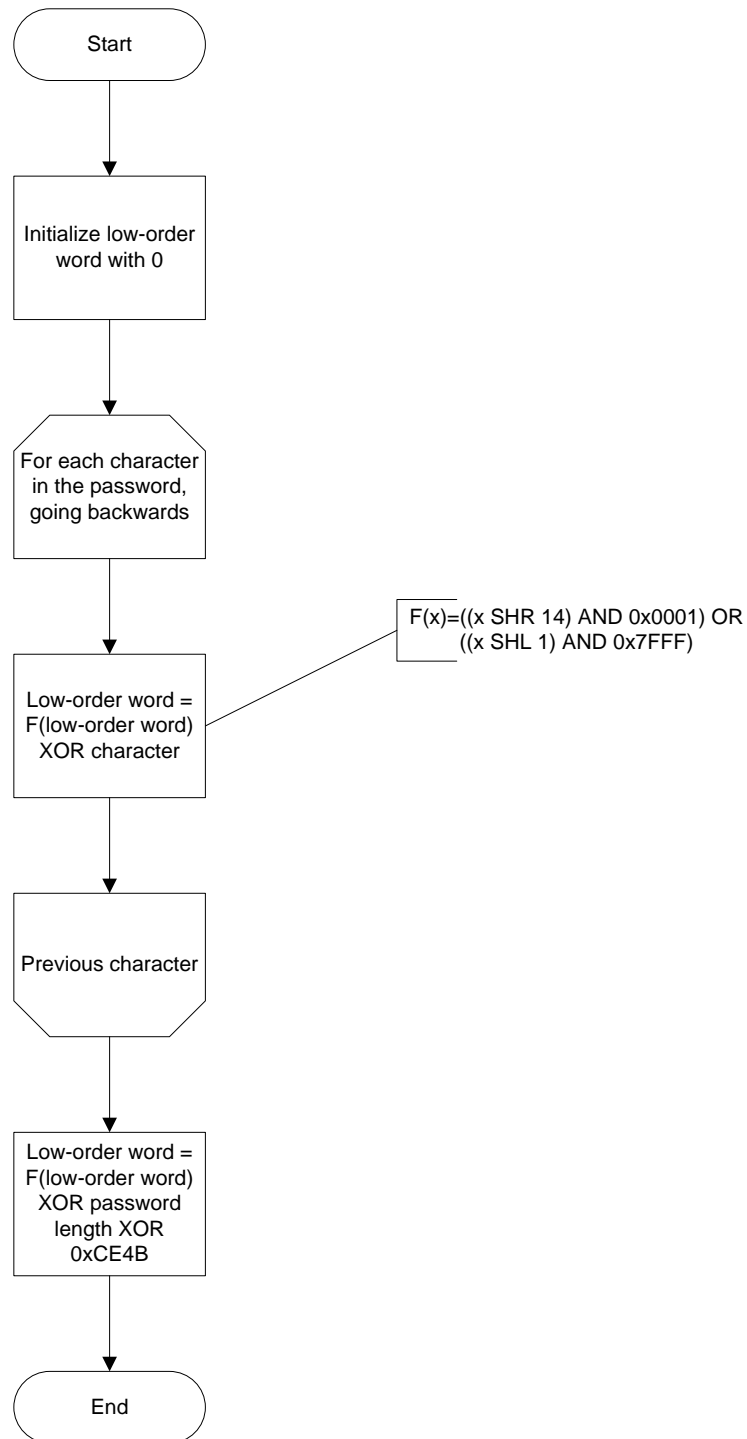 Start
Initialize low-order
word with 0
For each character
in the password,
going backwards
F(x)=((x SHR 14) AND 0x0001) OR
((x SHL 1) AND 0x7FFF)
Low-order word =
F(low-order word)
XOR character
Previous character
Low-order word =
F(low-order word)
XOR password
length XOR
0xCE4B
End